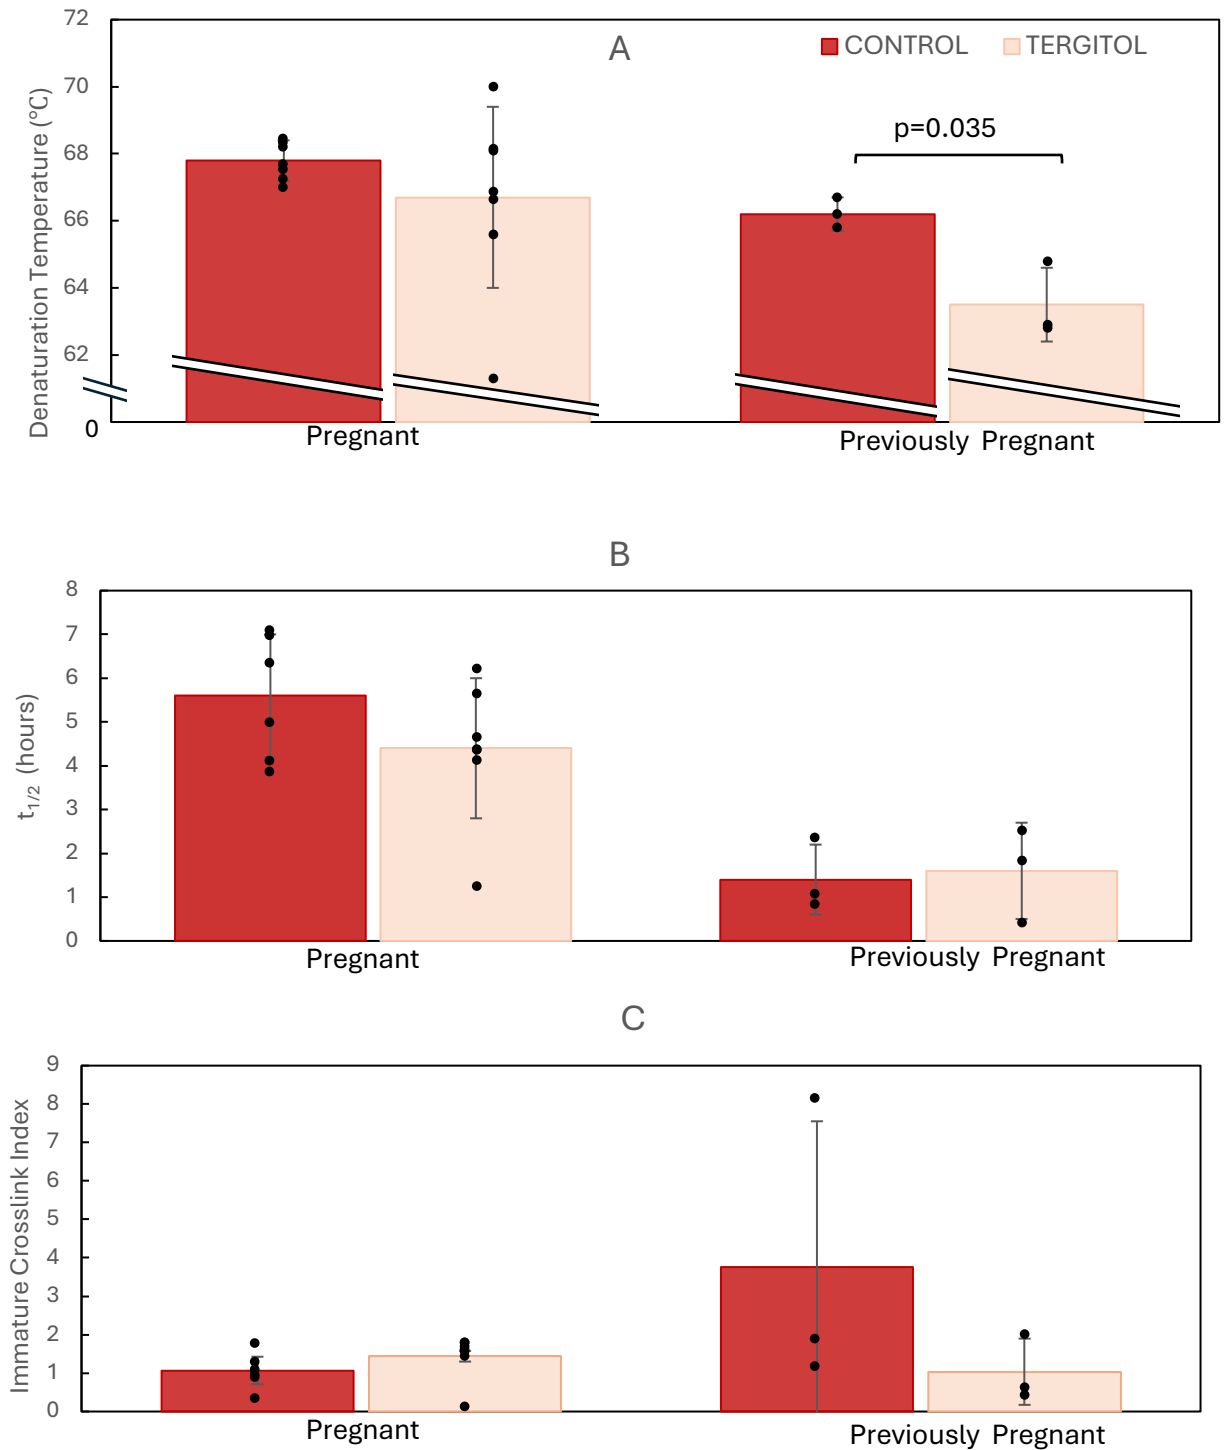 A
CONTROL TERGITOL
Denaturation Temperature (°C)
72
70
68
66
64
62
0
p=0.035
Pregnant
Previously Pregnant
B
t1/2 (hours)
8
7
6
5
4
3
2
1
0
Pregnant
Previously Pregnant
C
Immature Crosslink Index
9
8
7
6
5
4
3
2
1
0
Pregnant
Previously Pregnant